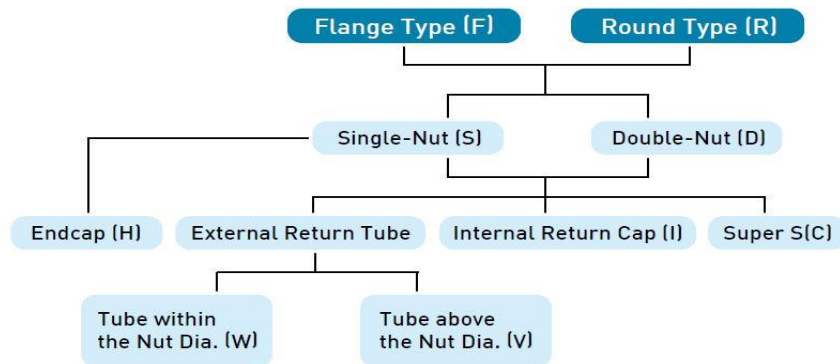 Flange Type (F)
Round Type (R)
Single-Nut (S)
Double-Nut (D)
Endcap (H)
External Return Tube
Internal Return Cap (I)
Super S(C)
Tube within
the Nut Dia. (W)
Tube above
the Nut Dia. (V)